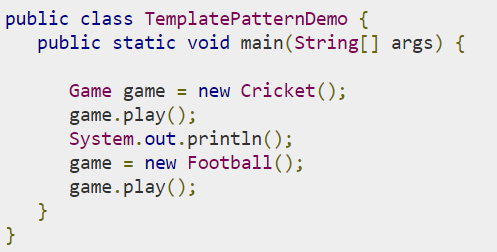 public class TemplatePatternDemo {
   public static void main(String[] args) {

      Game game = new Cricket();
      game.play();
      System.out.println();
      game = new Football();
      game.play();
   }
}